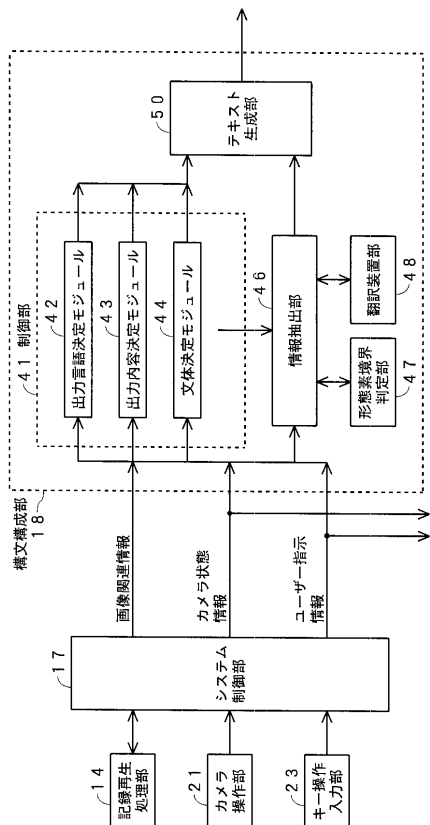 14
記録再生
処理部
21
カメラ
操作部
23
キー操作
入力部
17
システム
制御部
画像関連情報
カメラ状態
情報
ユーザー指示
情報
構文構成部
18
41 制御部
42
出力言語決定モジュール
43
出力内容決定モジュール
44
文体決定モジュール
46
情報抽出部
形態素境界
判定部
47
翻訳装置部
48
50
テキスト
生成部